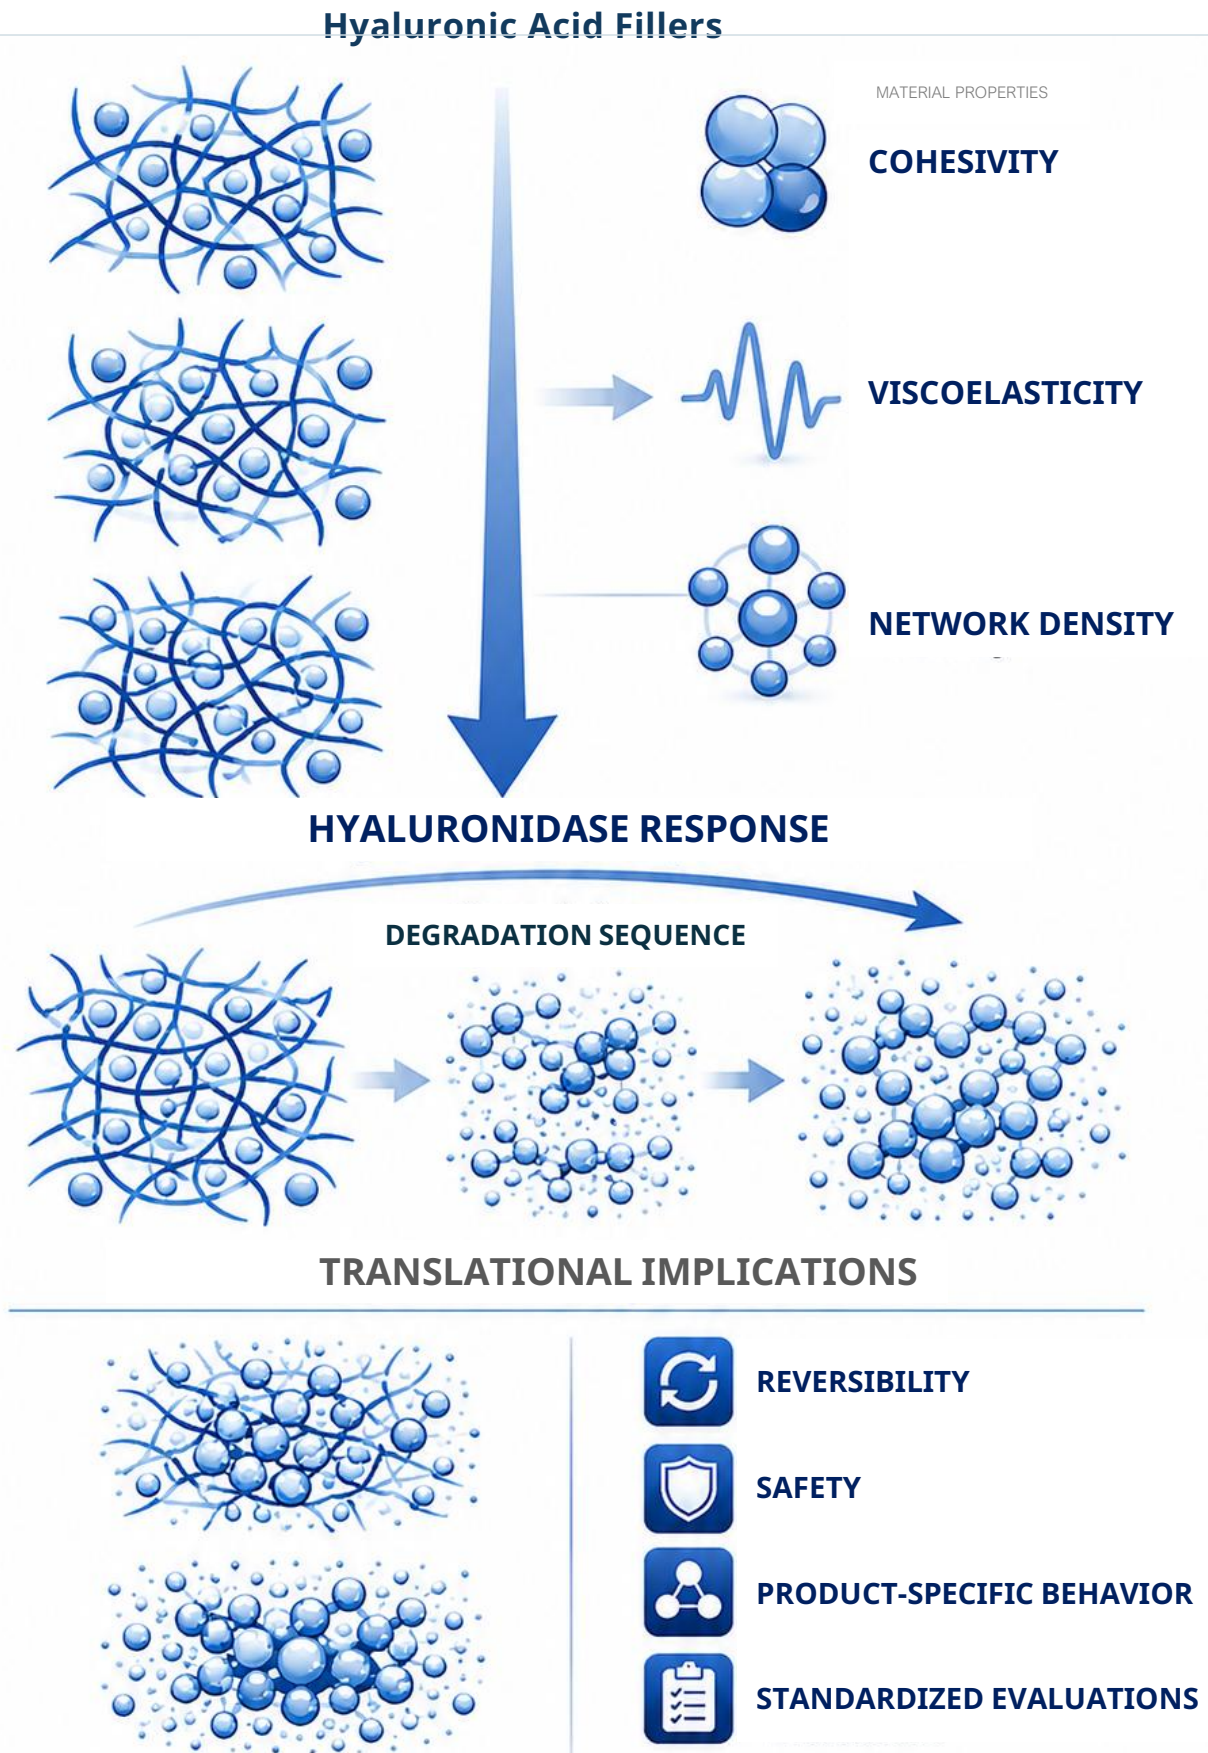 Hyaluronic Acid Fillers
MATERIAL PROPERTIES
COHESIVITY
VISCOELASTICITY
NETWORK DENSITY
HYALURONIDASE RESPONSE
DEGRADATION SEQUENCE
TRANSLATIONAL IMPLICATIONS
REVERSIBILITY
SAFETY
PRODUCT-SPECIFIC BEHAVIOR
STANDARDIZED EVALUATIONS